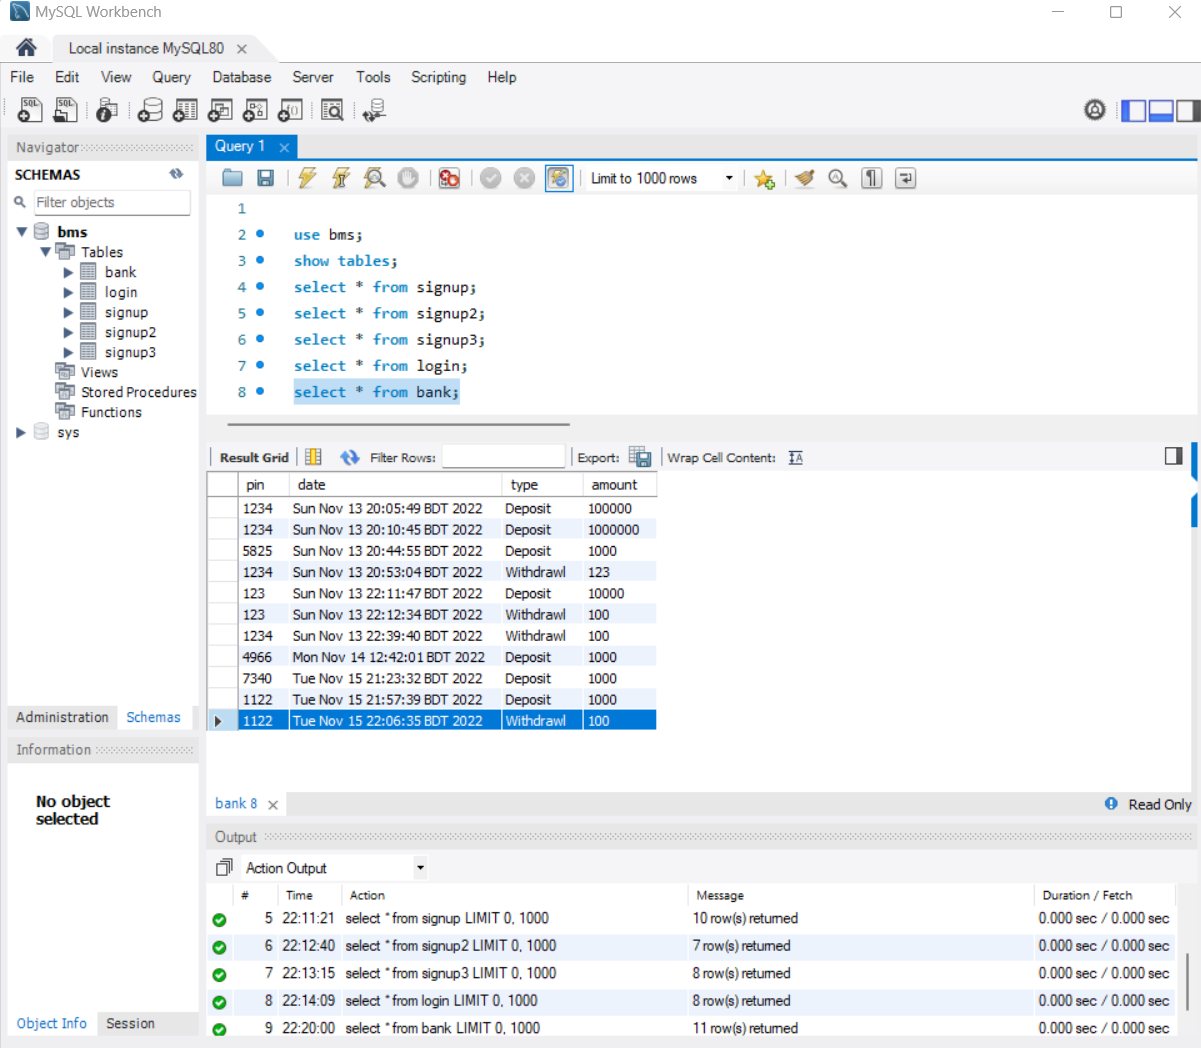 MySQL Workbench
Local instance MySQL80
File Edit View Query Database Server Tools Scripting Help
Navigator
SCHEMAS
Filter objects
bms
Tables
bank
login
signup
signup2
signup3
Views
Stored Procedures
Functions
sys
Administration Schemas
Information
No object
selected
Object Info Session
Query 1
Limit to 1000 rows
1
2 use bms;
3 show tables;
4 select * from signup;
5 select * from signup2;
6 select * from signup3;
7 select * from login;
8 select * from bank;
Result Grid Filter Rows: Export: Wrap Cell Content:
pin date type amount
1234 Sun Nov 13 20:05:49 BDT 2022 Deposit 100000
1234 Sun Nov 13 20:10:45 BDT 2022 Deposit 1000000
5825 Sun Nov 13 20:44:55 BDT 2022 Deposit 1000
1234 Sun Nov 13 20:53:04 BDT 2022 Withdrawl 123
123 Sun Nov 13 22:11:47 BDT 2022 Deposit 10000
123 Sun Nov 13 22:12:34 BDT 2022 Withdrawl 100
1234 Sun Nov 13 22:39:40 BDT 2022 Withdrawl 100
4966 Mon Nov 14 12:42:01 BDT 2022 Deposit 1000
7340 Tue Nov 15 21:23:32 BDT 2022 Deposit 1000
1122 Tue Nov 15 21:57:39 BDT 2022 Deposit 1000
1122 Tue Nov 15 22:06:35 BDT 2022 Withdrawl 100
bank 8 Read Only
Output
Action Output
# Time Action Message Duration / Fetch
5 22:11:21 select * from signup LIMIT 0, 1000 10 row(s) returned 0.000 sec / 0.000 sec
6 22:12:40 select * from signup2 LIMIT 0, 1000 7 row(s) returned 0.000 sec / 0.000 sec
7 22:13:15 select * from signup3 LIMIT 0, 1000 8 row(s) returned 0.000 sec / 0.000 sec
8 22:14:09 select * from login LIMIT 0, 1000 8 row(s) returned 0.000 sec / 0.000 sec
9 22:20:00 select * from bank LIMIT 0, 1000 11 row(s) returned 0.000 sec / 0.000 sec